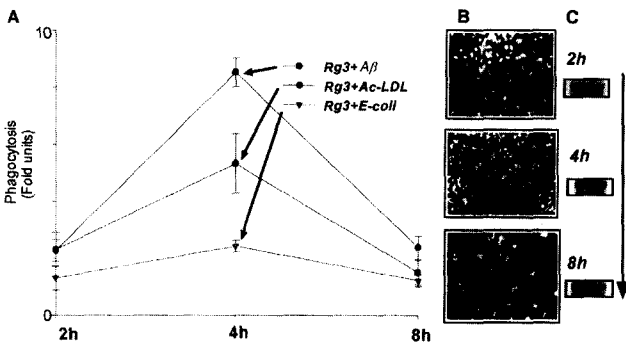 A
B
C
10
Phagocytosis
(Fold units)
0
Rg3+Aβ
Rg3+Ac-LDL
Rg3+E-coli
2h
4h
8h
2h
4h
8h